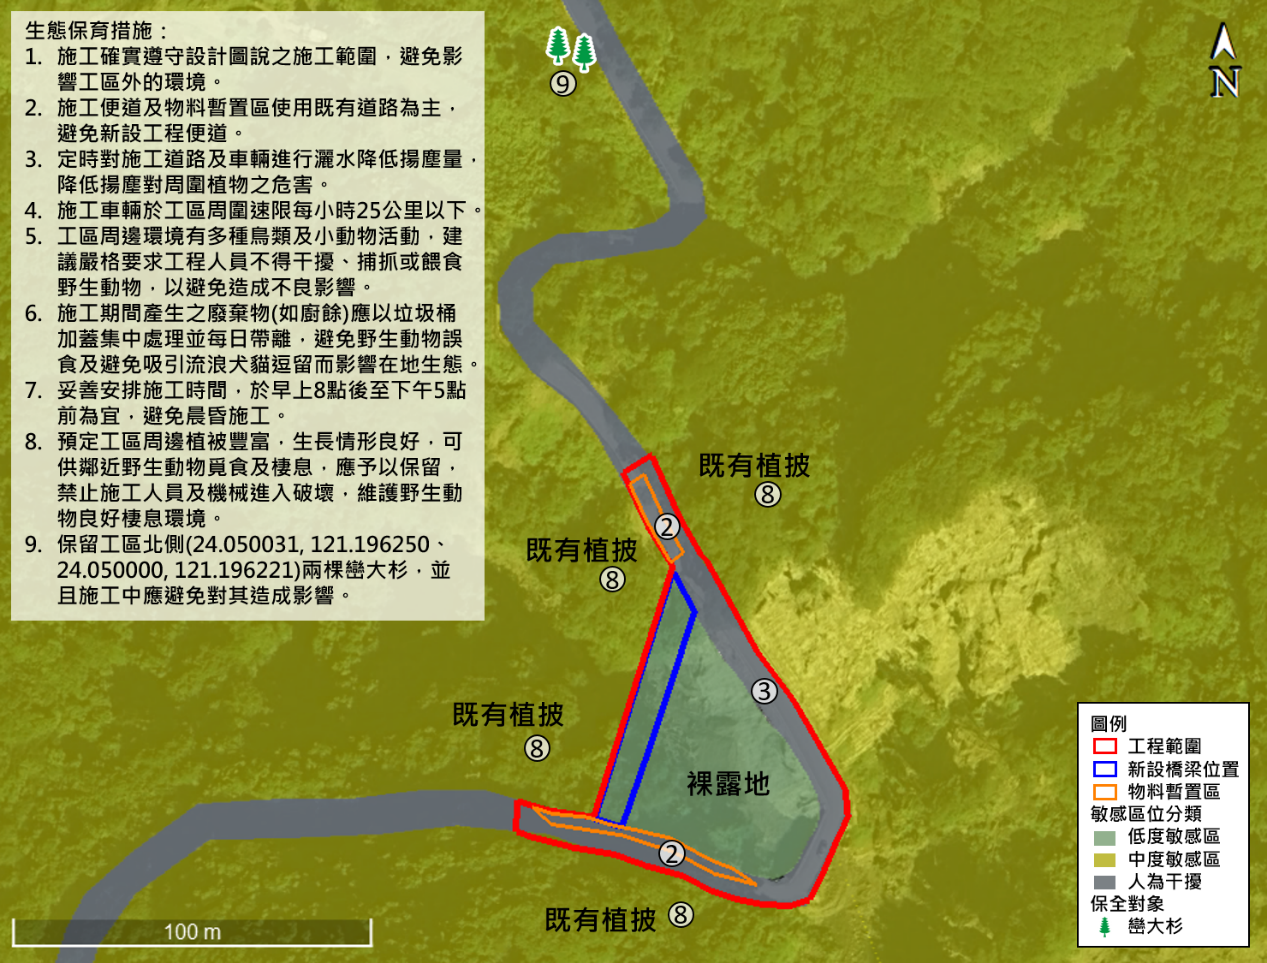 生態保育措施：
1. 施工確實遵守設計圖說之施工範圍，避免影
響工區外的環境。
2. 施工便道及物料暫置區使用既有道路為主，
避免新設工程便道。
3. 定時對施工道路及車輛進行灑水降低揚塵量，
降低揚塵對周圍植物之危害。
4. 施工車輛於工區周圍速限每小時25公里以下。
5. 工區周邊環境有多種鳥類及小動物活動，建
議嚴格要求工程人員不得干擾、捕抓或餵食
野生動物，以避免造成不良影響。
6. 施工期間產生之廢棄物(如廚餘)應以垃圾桶
加蓋集中處理並每日帶離，避免野生動物誤
食及避免吸引流浪犬貓逗留而影響在地生態。
7. 妥善安排施工時間，於早上8點後至下午5點
前為宜，避免晨昏施工。
8. 預定工區周邊植被豐富，生長情形良好，可
供鄰近野生動物覓食及棲息，應予以保留，
禁止施工人員及機械進入破壞，維護野生動
物良好棲息環境。
9. 保留工區北側(24.050031, 121.196250、
24.050000, 121.196221)兩棵巒大杉，並
且施工中應避免對其造成影響。
⑨
N
既有植披
⑧
②
既有植披
⑧
③
既有植披
⑧
裸露地
②
既有植披 ⑧
100 m
圖例
工程範圍
新設橋梁位置
物料暫置區
敏感區位分類
低度敏感區
中度敏感區
人為干擾
保全對象
巒大杉